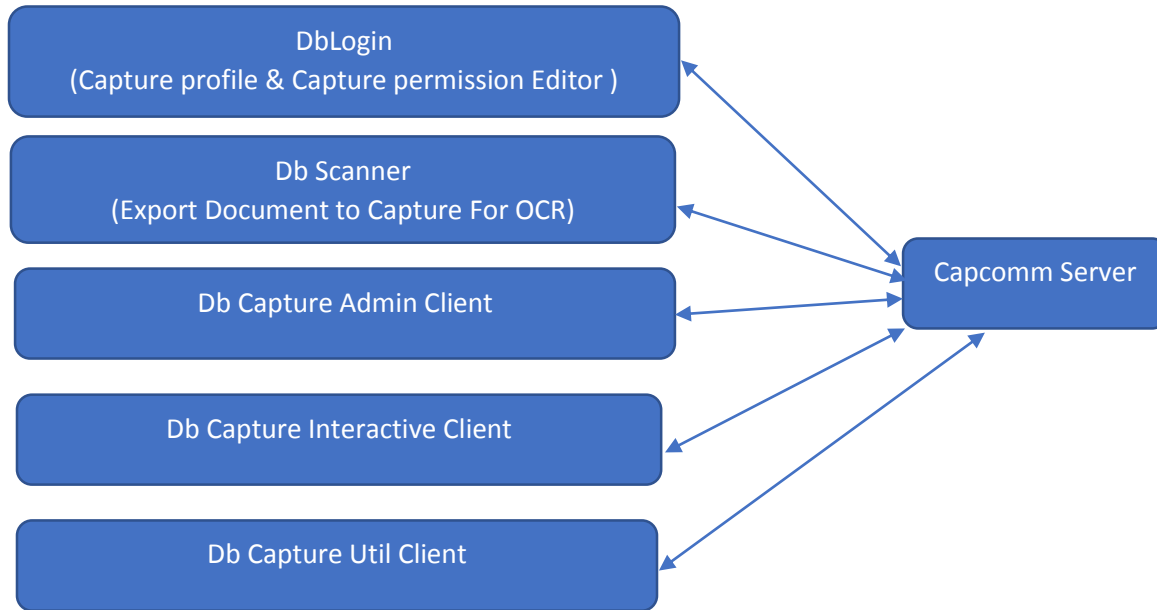 DbLogin
(Capture profile & Capture permission Editor )
Db Scanner
(Export Document to Capture For OCR)
Db Capture Admin Client
Db Capture Interactive Client
Db Capture Util Client
Capcomm Server